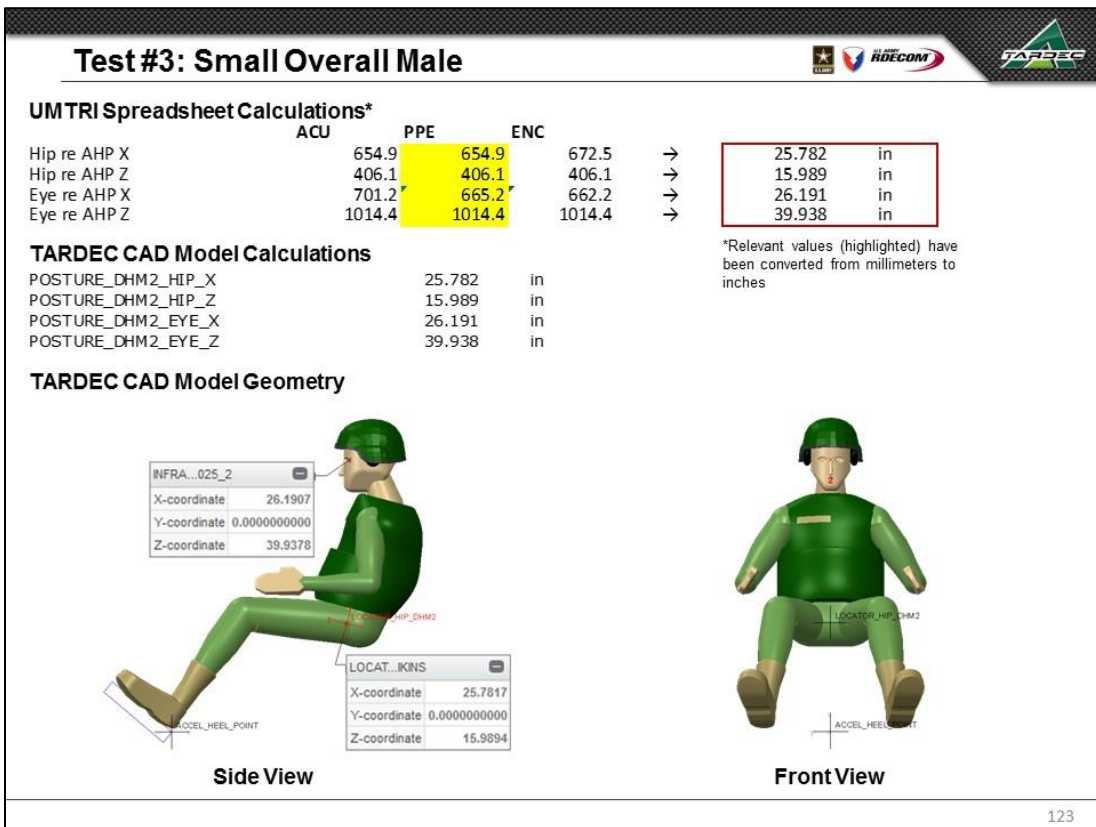 Test #3: Small Overall Male
U.S. ARMY
U.S. ARMY
RDECOM
TARDEC
UMTRI Spreadsheet Calculations*
ACU PPE ENC
Hip re AHP X 654.9 654.9 672.5 → 25.782 in
Hip re AHP Z 406.1 406.1 406.1 → 15.989 in
Eye re AHP X 701.2 665.2 662.2 → 26.191 in
Eye re AHP Z 1014.4 1014.4 1014.4 → 39.938 in
*Relevant values (highlighted) have
been converted from millimeters to
inches
TARDEC CAD Model Calculations
POSTURE_DHM2_HIP_X 25.782 in
POSTURE_DHM2_HIP_Z 15.989 in
POSTURE_DHM2_EYE_X 26.191 in
POSTURE_DHM2_EYE_Z 39.938 in
TARDEC CAD Model Geometry
INFRA...025_2
X-coordinate 26.1907
Y-coordinate 0.0000000000
Z-coordinate 39.9378
2
LOCATOR_HIP_DHM2
LOCATOR_HIP_DHM2
LOCAT...IKINS
X-coordinate 25.7817
Y-coordinate 0.0000000000
Z-coordinate 15.9894
ACCEL_HEEL_POINT
ACCEL_HEEL_POINT
Side View
Front View
123